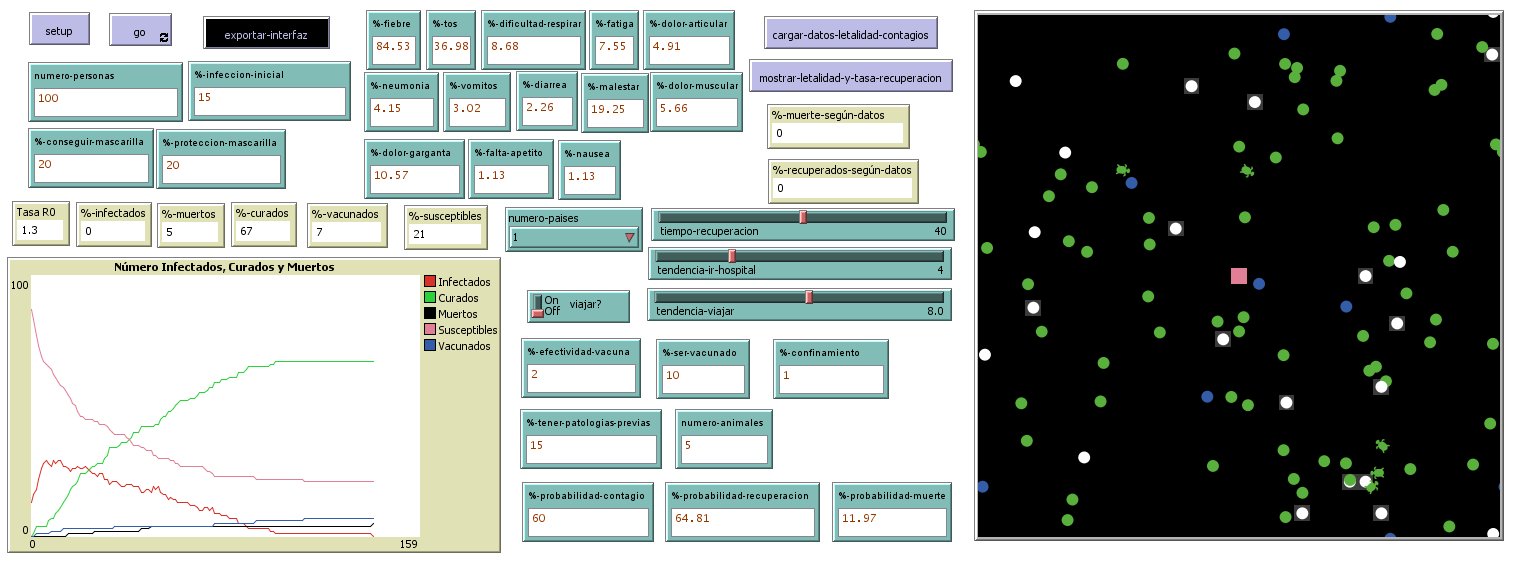 setup
go
exportar-interfaz
numero-personas
100
%-infeccion-inicial
15
%-conseguir-mascarilla
20
%-proteccion-mascarilla
20
%-fiebre
84.53
%-tos
36.98
%-dificultad-respirar
8.68
%-fatiga
7.55
%-dolor-articular
4.91
%-neumonia
4.15
%-vomitos
3.02
%-diarrea
2.26
%-malestar
19.25
%-dolor-muscular
5.66
%-dolor-garganta
10.57
%-falta-apetito
1.13
%-nausea
1.13
cargar-datos-letalidad-contagios
mostrar-letalidad-y-tasa-recuperacion
%-muerte-según-datos
0
%-recuperados-según-datos
0
Tasa R0
1.3
%-infectados
0
%-muertos
5
%-curados
67
%-vacunados
7
%-susceptibles
21
numero-paises
1
tiempo-recuperacion 40
tendencia-ir-hospital 4
tendencia-viajar 8.0
On
Off
viajar?
Número Infectados, Curados y Muertos
100
0
0
159
Infectados
Curados
Muertos
Susceptibles
Vacunados
%-efectividad-vacuna
2
%-ser-vacunado
10
%-confinamiento
1
%-tener-patologias-previas
15
numero-animales
5
%-probabilidad-contagio
60
%-probabilidad-recuperacion
64.81
%-probabilidad-muerte
11.97